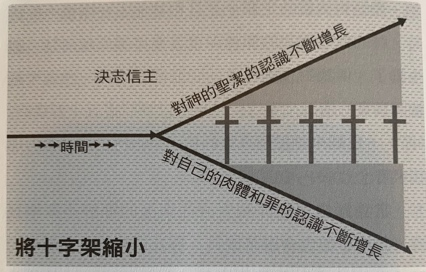 決志信主
對神的聖潔的認識不斷增長
時間
對自己的肉體和罪的認識不斷增長
將十字架縮小